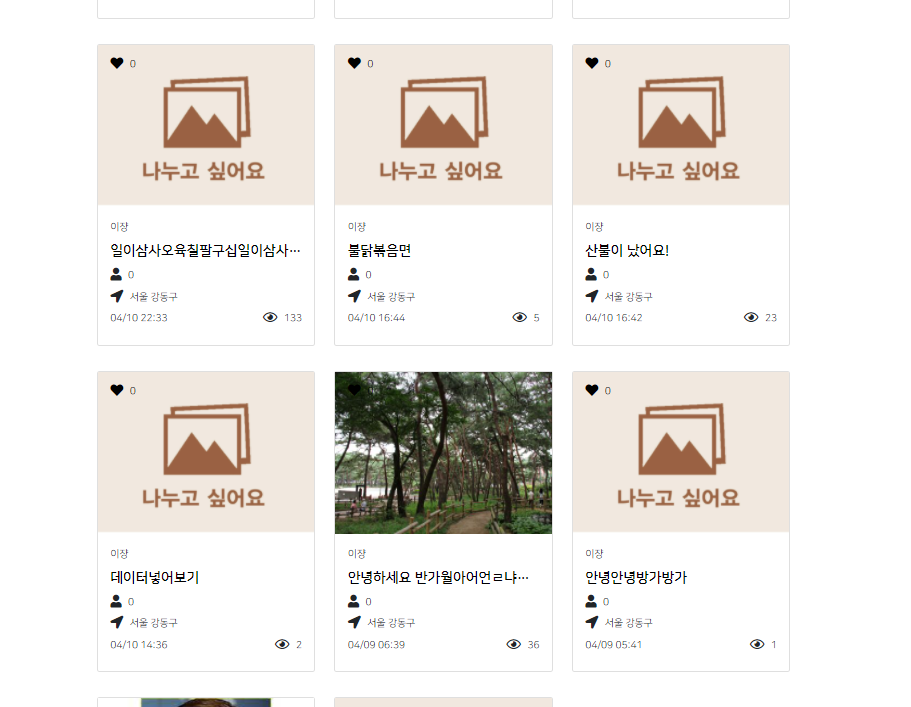 0
나누고 싶어요
이장
일이삼사오육칠팔구십일이삼사···
0
서울 강동구
04/10 22:33 133
0
나누고 싶어요
이장
불닭볶음면
0
서울 강동구
04/10 16:44 5
0
나누고 싶어요
이장
산불이 났어요!
0
서울 강동구
04/10 16:42 23
0
나누고 싶어요
이장
데이터넣어보기
0
서울 강동구
04/10 14:36 2
이장
안녕하세요 반가월아어언ㄹ냐···
0
서울 강동구
04/09 06:39 36
0
나누고 싶어요
이장
안녕안녕방가방가
0
서울 강동구
04/09 05:41 1